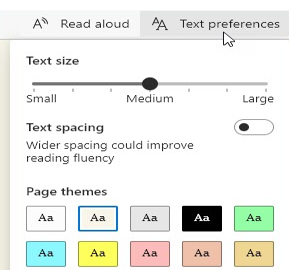 Read aloud Text preferences
Text size
Small Medium Large
Text spacing
Wider spacing could improve
reading fluency
Page themes
Aa Aa Aa Aa Aa
Aa Aa Aa Aa Aa